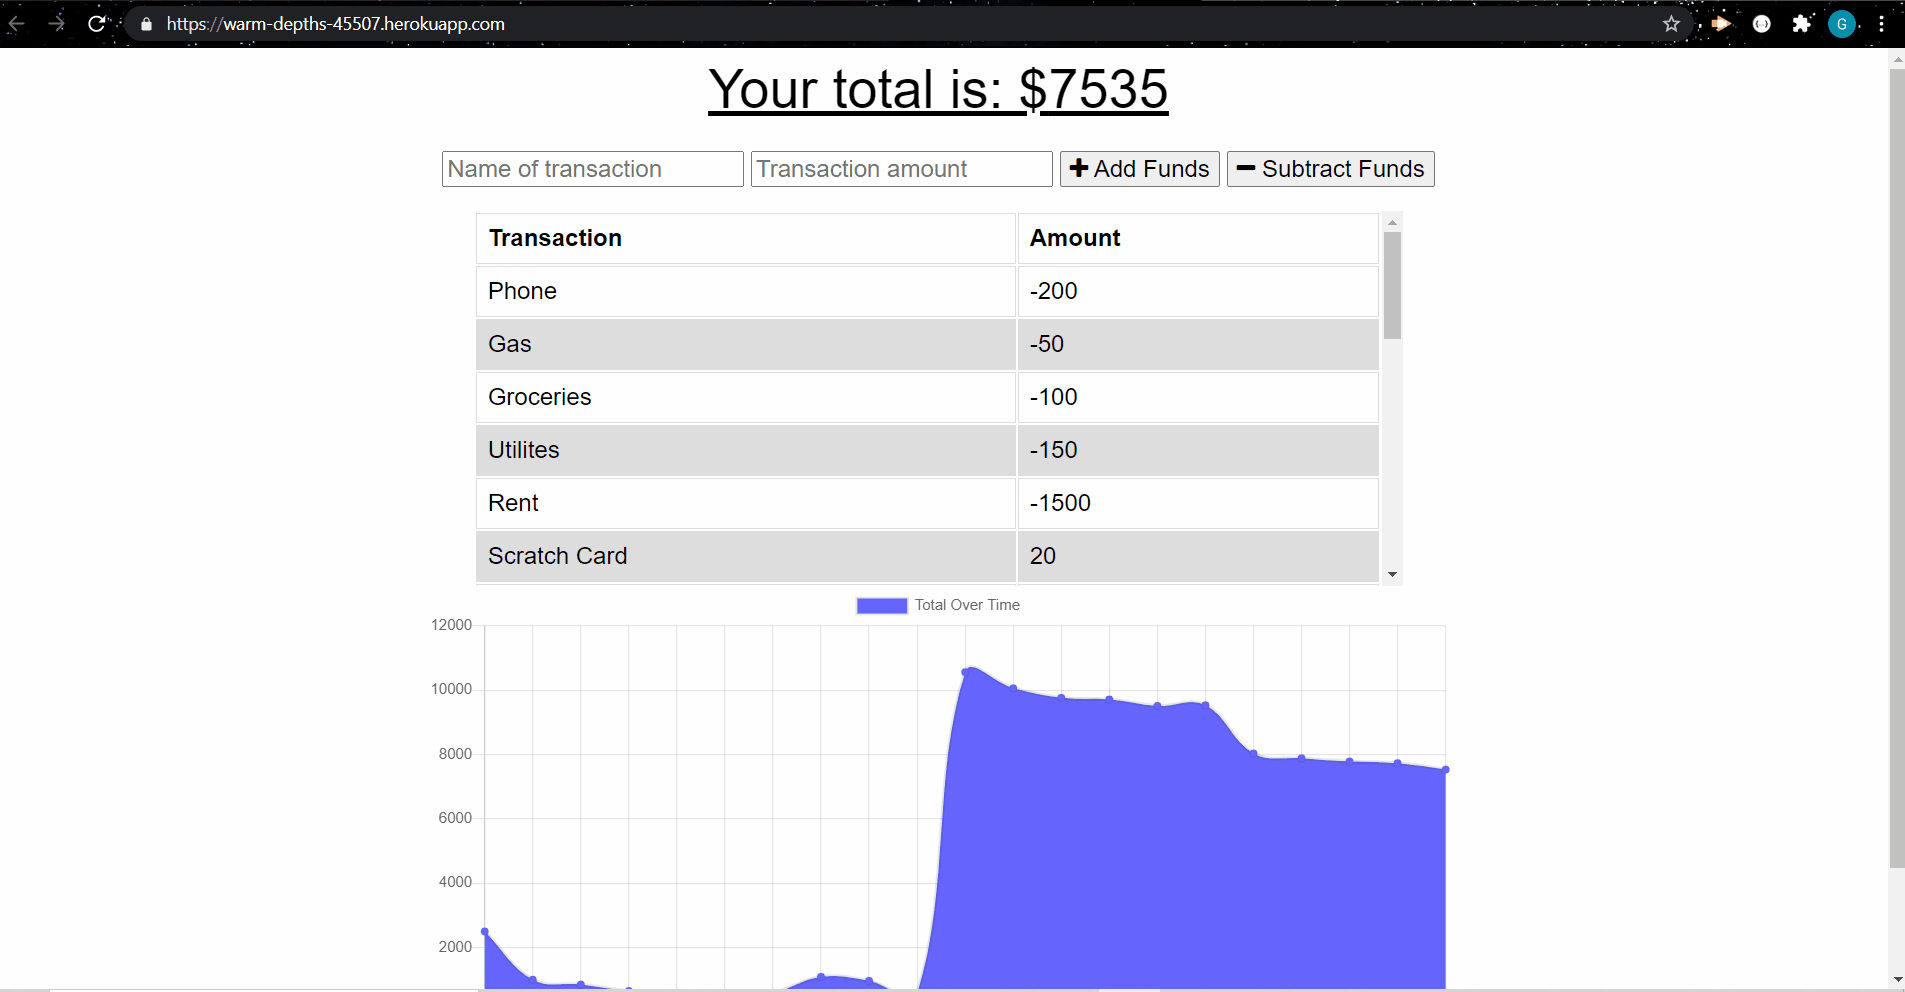 https://warm-depths-45507.herokuapp.com
G
Your total is: $7535
Name of transaction Transaction amount Add Funds Subtract Funds
Transaction Amount
Phone -200
Gas -50
Groceries -100
Utilites -150
Rent -1500
Scratch Card 20
Total Over Time
12000
10000
8000
6000
4000
2000